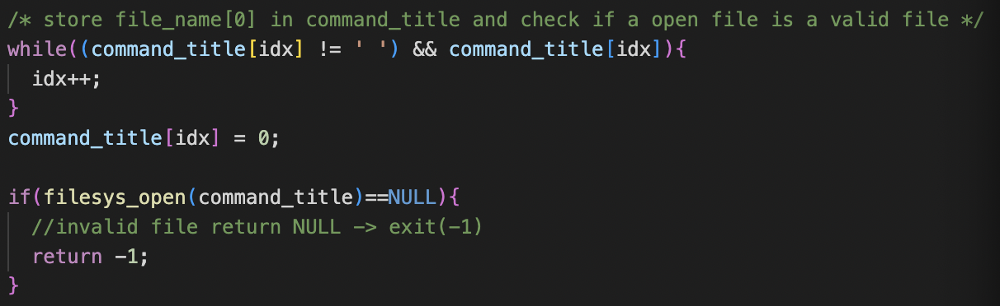 /* store file_name[0] in command_title and check if a open file is a valid file */
while((command_title[idx] != ' ') && command_title[idx]){
  idx++;
}
command_title[idx] = 0;

if(filesys_open(command_title)==NULL){
  //invalid file return NULL -> exit(-1)
  return -1;
}